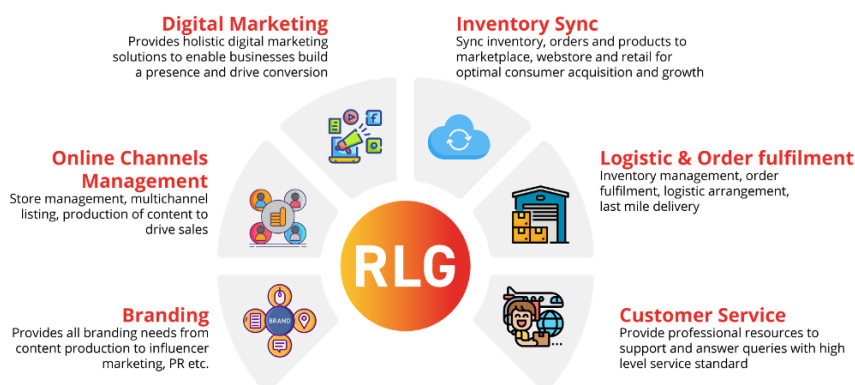 Digital Marketing
Provides holistic digital marketing
solutions to enable businesses build
a presence and drive conversion
Inventory Sync
Sync inventory, orders and products to
marketplace, webstore and retail for
optimal consumer acquisition and growth
Online Channels
Management
Store management, multichannel
listing, production of content to
drive sales
Logistic & Order fulfilment
Inventory management, order
fulfilment, logistic arrangement,
last mile delivery
RLG
Branding
Provides all branding needs from
content production to influencer
marketing, PR etc.
BRAND
Customer Service
Provide professional resources to
support and answer queries with high
level service standard